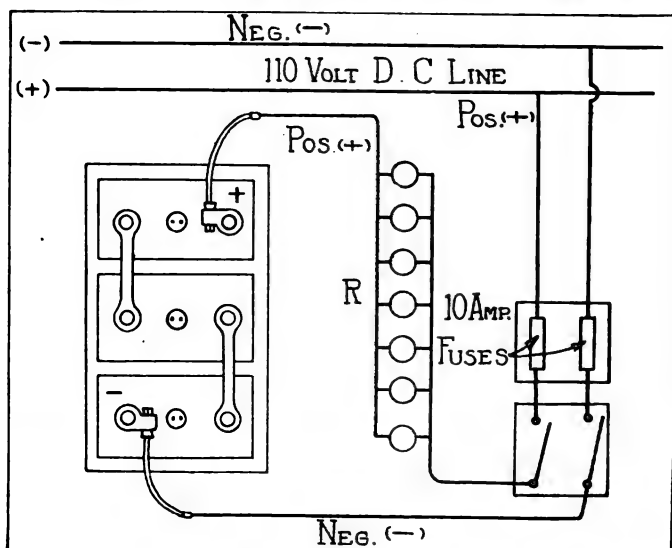 NEG. (−)
(−)
110 VOLT D.C LINE
(+)
POS. (+)
POS. (+)
+
R
10 AMP.
FUSES
−
NEG. (−)